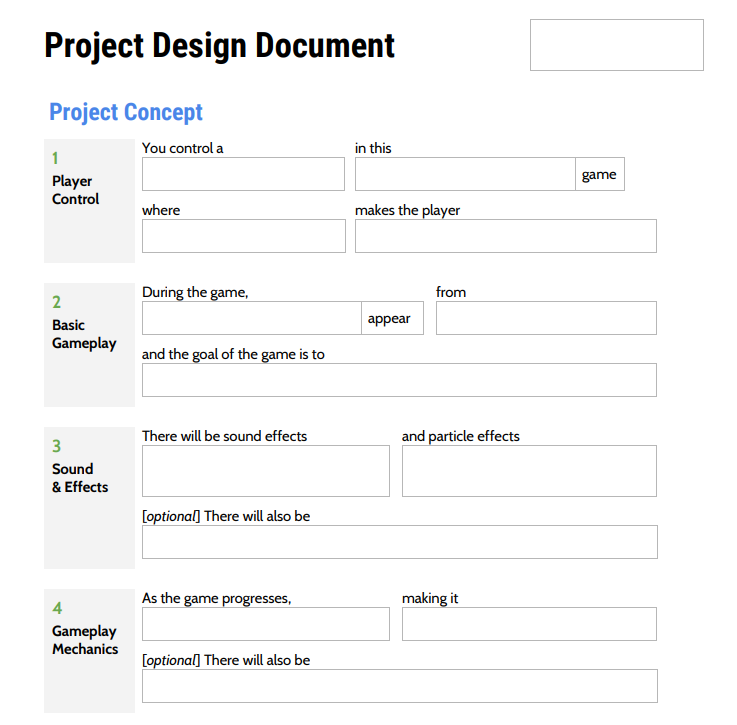 Project Design Document
Project Concept
1
Player
Control
You control a
in this
game
where
makes the player
2
Basic
Gameplay
During the game,
appear
from
and the goal of the game is to
3
Sound
& Effects
There will be sound effects
and particle effects
[optional] There will also be
4
Gameplay
Mechanics
As the game progresses,
making it
[optional] There will also be